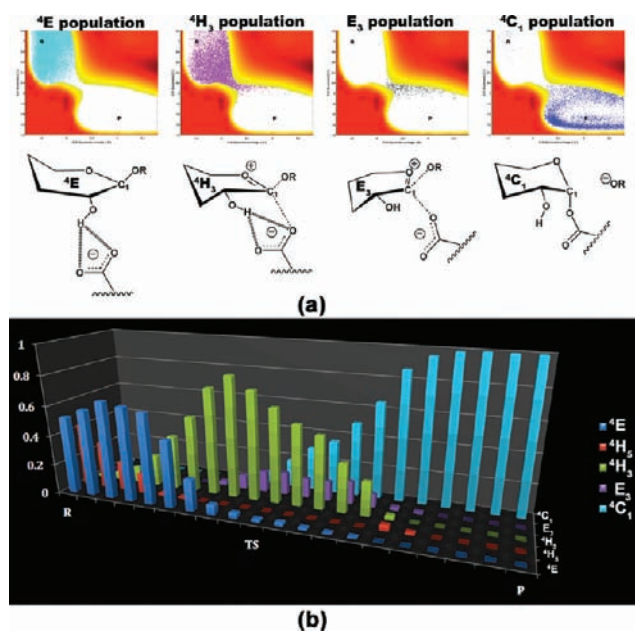 ⁴E population
⁴H₃ population
E₃ population
⁴C₁ population
R
R
R
R
P
P
P
P
⁴E
O
C₁
OR
O
H
O
O
⊖
⁴H₃
O
⊕
C₁
OR
O
H
O
O
⊖
E₃
O
⊕
C₁
OR
OH
O
O
⊖
⁴C₁
O
C₁
O
H
O
O
⊖OR
(a)
1
0.8
0.6
0.4
0.2
0
R
TS
P
⁴C₁
E₃
⁴H₃
⁴H₅
⁴E
⁴E
⁴H₅
⁴H₃
E₃
⁴C₁
(b)